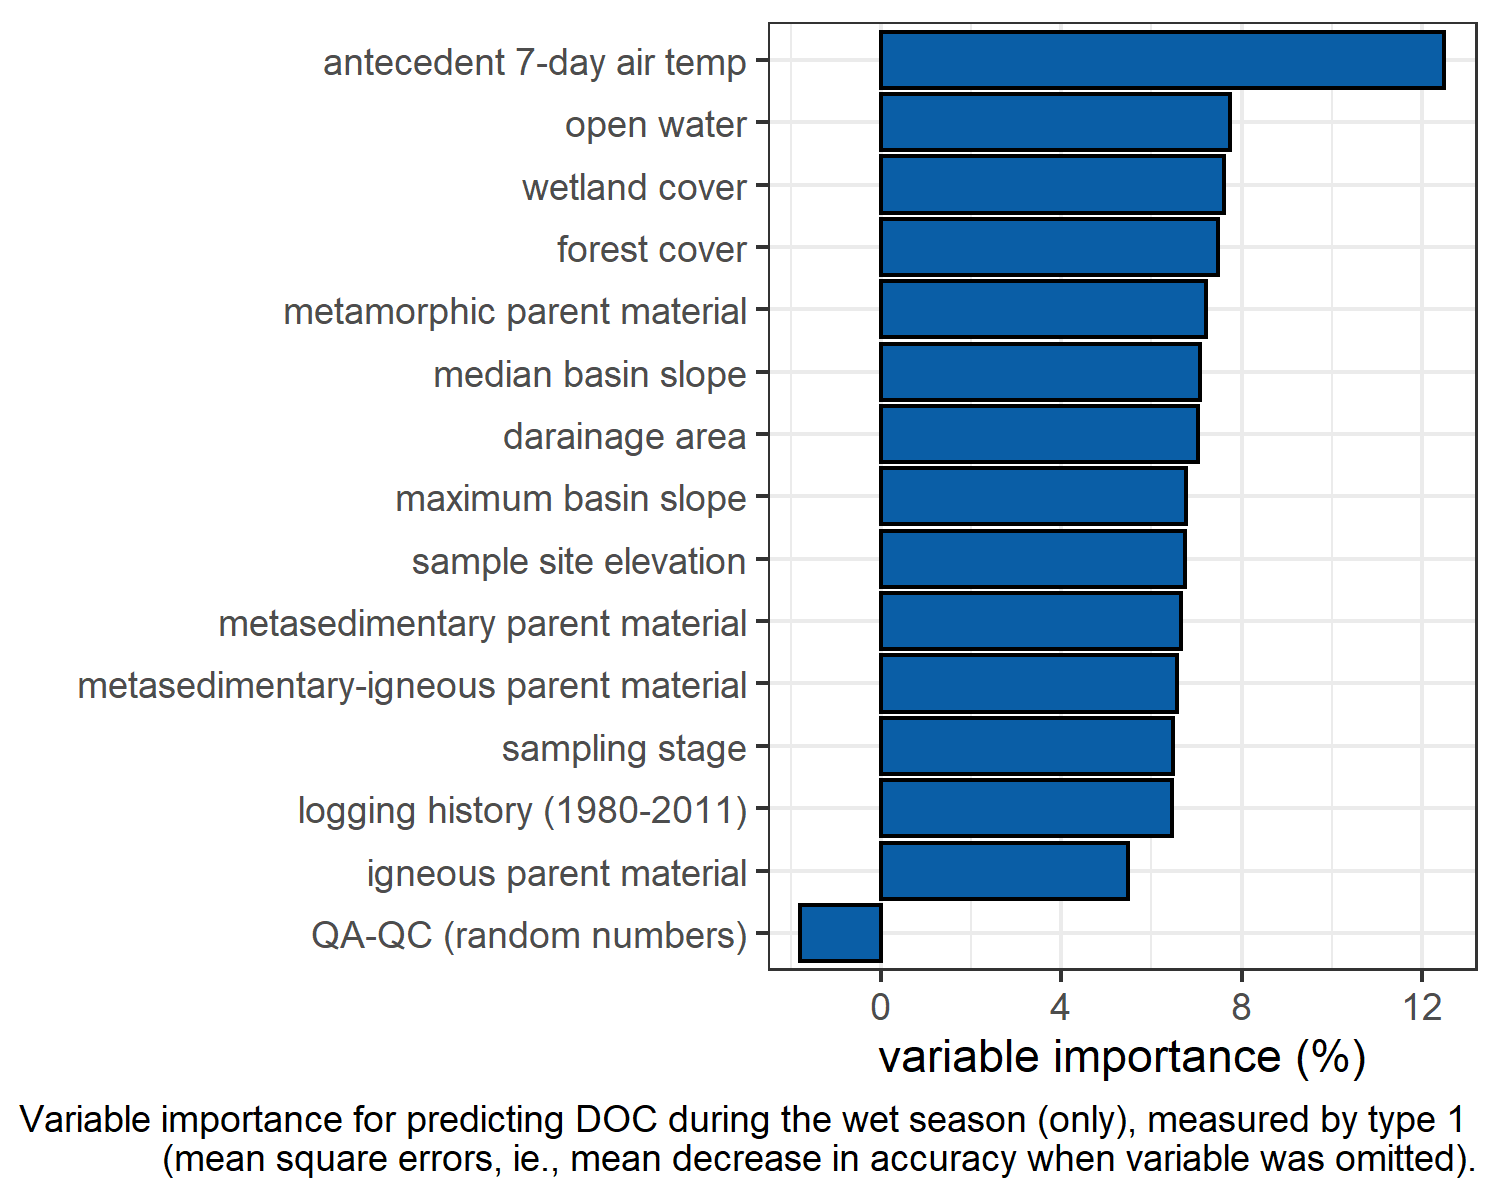 antecedent 7-day air temp
open water
wetland cover
forest cover
metamorphic parent material
median basin slope
darainage area
maximum basin slope
sample site elevation
metasedimentary parent material
metasedimentary-igneous parent material
sampling stage
logging history (1980-2011)
igneous parent material
QA-QC (random numbers)
0 4 8 12
variable importance (%)
Variable importance for predicting DOC during the wet season (only), measured by type 1
(mean square errors, ie., mean decrease in accuracy when variable was omitted).